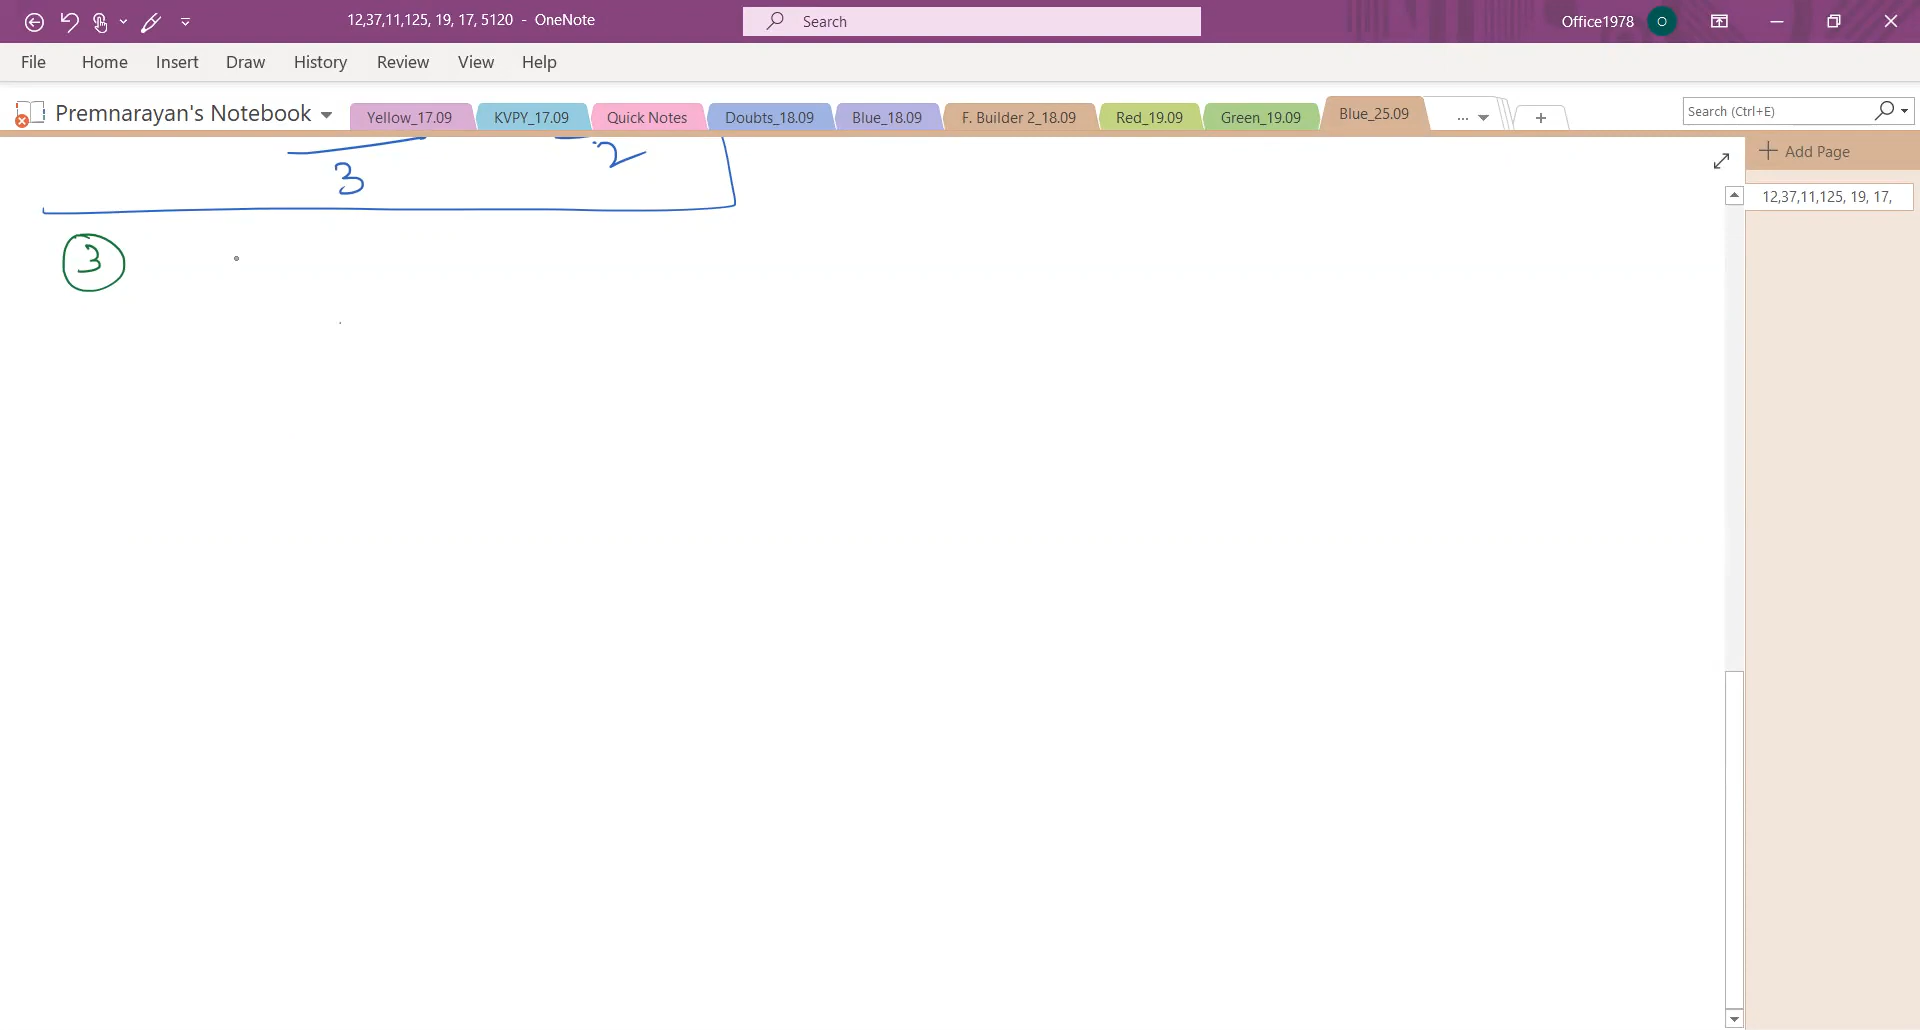 12,37,11,125, 19, 17, 5120 - OneNote
Search
Office1978
O
File Home Insert Draw History Review View Help
Premnarayan's Notebook
Yellow_17.09
KVPY_17.09
Quick Notes
Doubts_18.09
Blue_18.09
F. Builder 2_18.09
Red_19.09
Green_19.09
Blue_25.09
...
+
Search (Ctrl+E)
Add Page
12,37,11,125, 19, 17,
3
2
3